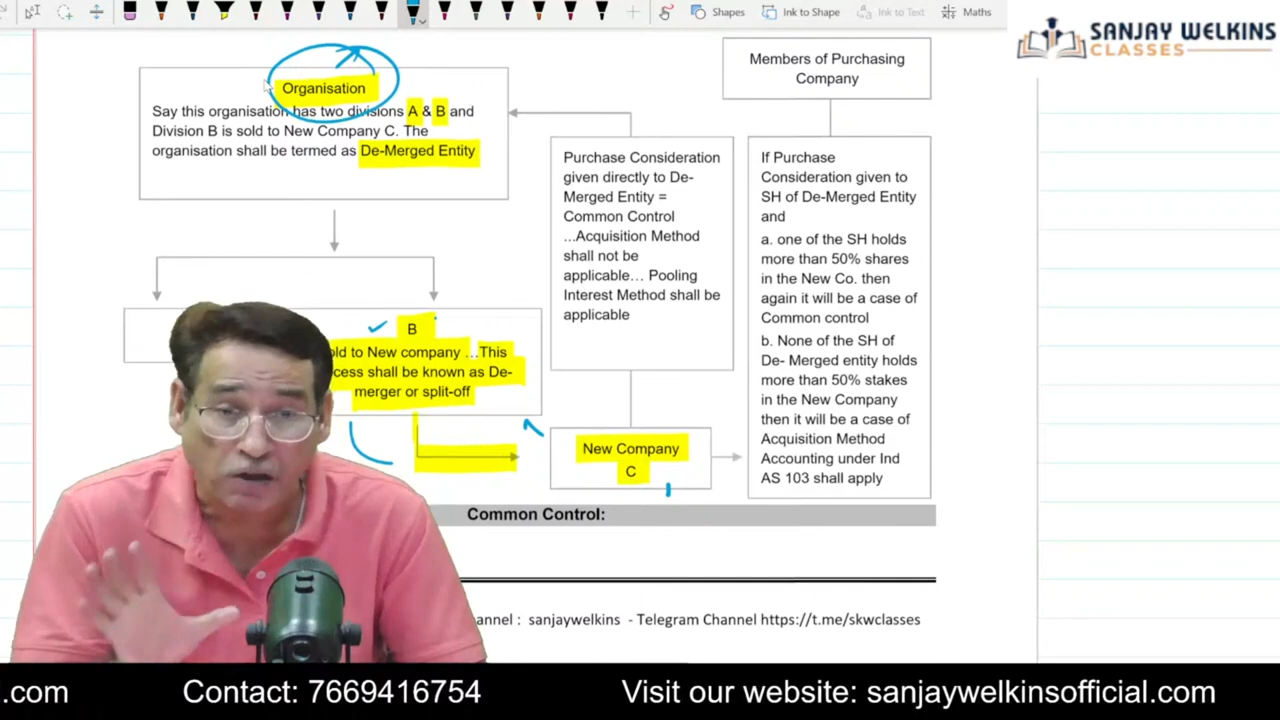 Shapes
Ink to Shape
Ink to Text
Maths
SANJAY WELKINS
CLASSES
Organisation
Say this organisation has two divisions A & B and
Division B is sold to New Company C. The
organisation shall be termed as De-Merged Entity
Members of Purchasing
Company
Purchase Consideration
given directly to De-
Merged Entity =
Common Control
...Acquisition Method
shall not be
applicable... Pooling
Interest Method shall be
applicable
If Purchase
Consideration given to
SH of De-Merged Entity
and
a. one of the SH holds
more than 50% shares
in the New Co. then
again it will be a case of
Common control
b. None of the SH of
De- Merged entity holds
more than 50% stakes
in the New Company
then it will be a case of
Acquisition Method
Accounting under Ind
AS 103 shall apply
B
old to New company ...This
cess shall be known as De-
merger or split-off
New Company
C
Common Control:
annel : sanjaywelkins - Telegram Channel https://t.me/skwclasses
l.com Contact: 7669416754 Visit our website: sanjaywelkinsofficial.com